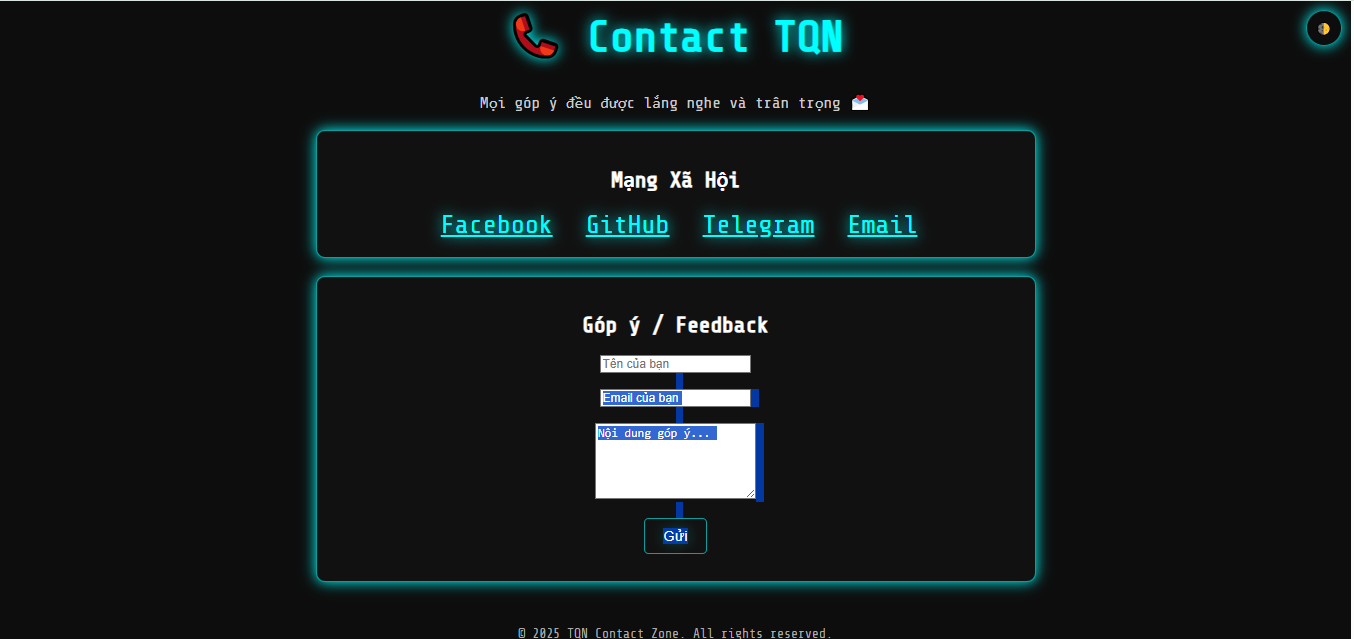 Contact TQN
Mọi góp ý đều được lắng nghe và trân trọng
Mạng Xã Hội
Facebook GitHub Telegram Email
Góp ý / Feedback
Tên của bạn
Email của bạn
Nội dung góp ý...
Gửi
© 2025 TQN Contact Zone. All rights reserved.